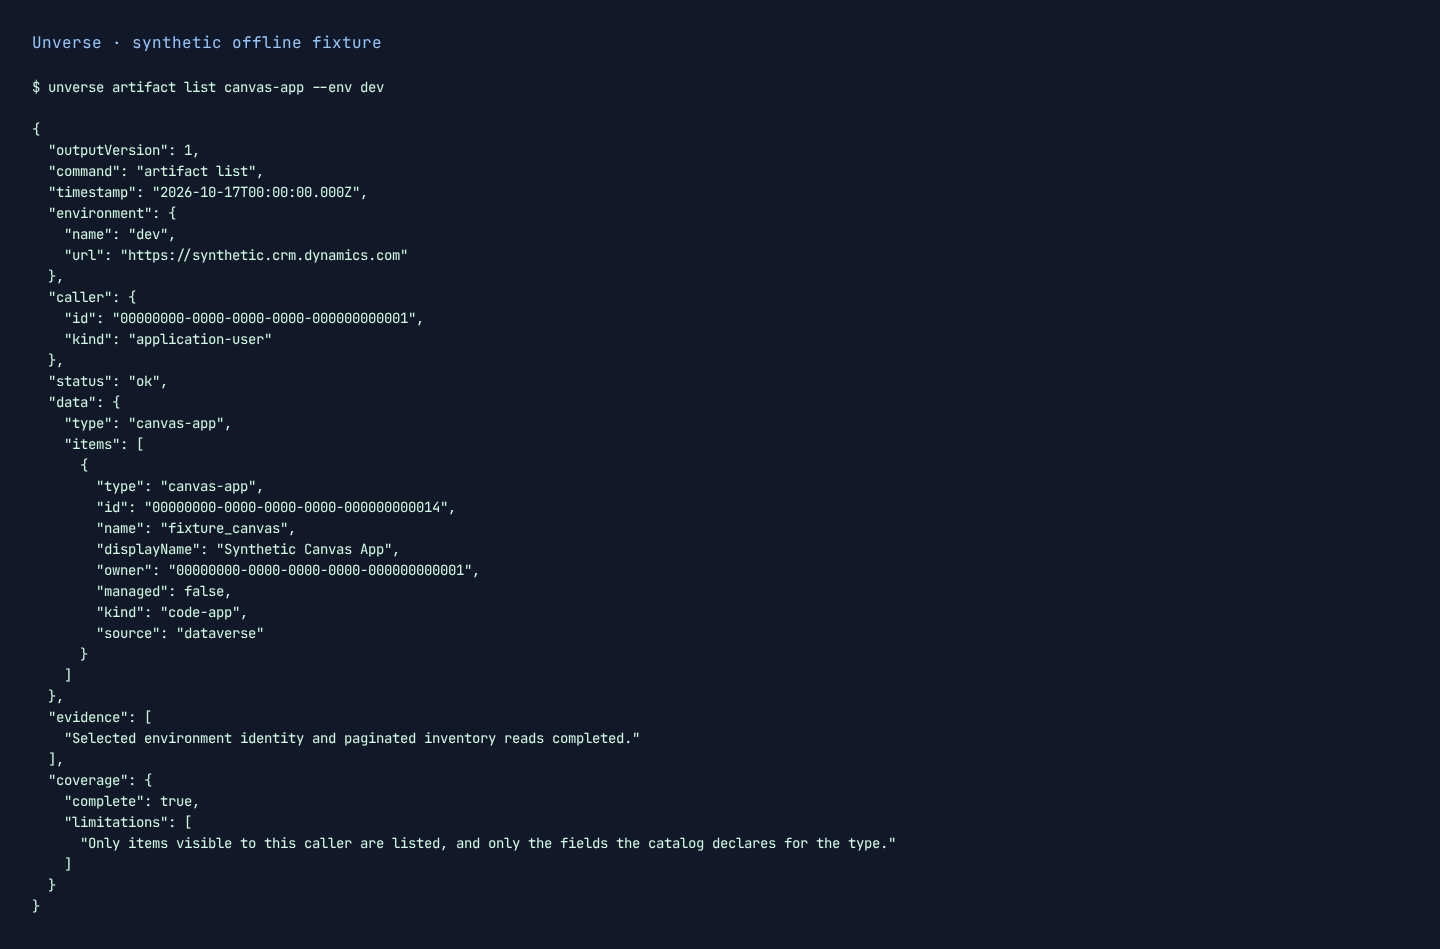 Unverse · synthetic offline fixture
$ unverse artifact list canvas-app --env dev
{
  "outputVersion": 1,
  "command": "artifact list",
  "timestamp": "2026-10-17T00:00:00.000Z",
  "environment": {
    "name": "dev",
    "url": "https://synthetic.crm.dynamics.com"
  },
  "caller": {
    "id": "00000000-0000-0000-0000-000000000001",
    "kind": "application-user"
  },
  "status": "ok",
  "data": {
    "type": "canvas-app",
    "items": [
      {
        "type": "canvas-app",
        "id": "00000000-0000-0000-0000-000000000014",
        "name": "fixture_canvas",
        "displayName": "Synthetic Canvas App",
        "owner": "00000000-0000-0000-0000-000000000001",
        "managed": false,
        "kind": "code-app",
        "source": "dataverse"
      }
    ]
  },
  "evidence": [
    "Selected environment identity and paginated inventory reads completed."
  ],
  "coverage": {
    "complete": true,
    "limitations": [
      "Only items visible to this caller are listed, and only the fields the catalog declares for the type."
    ]
  }
}